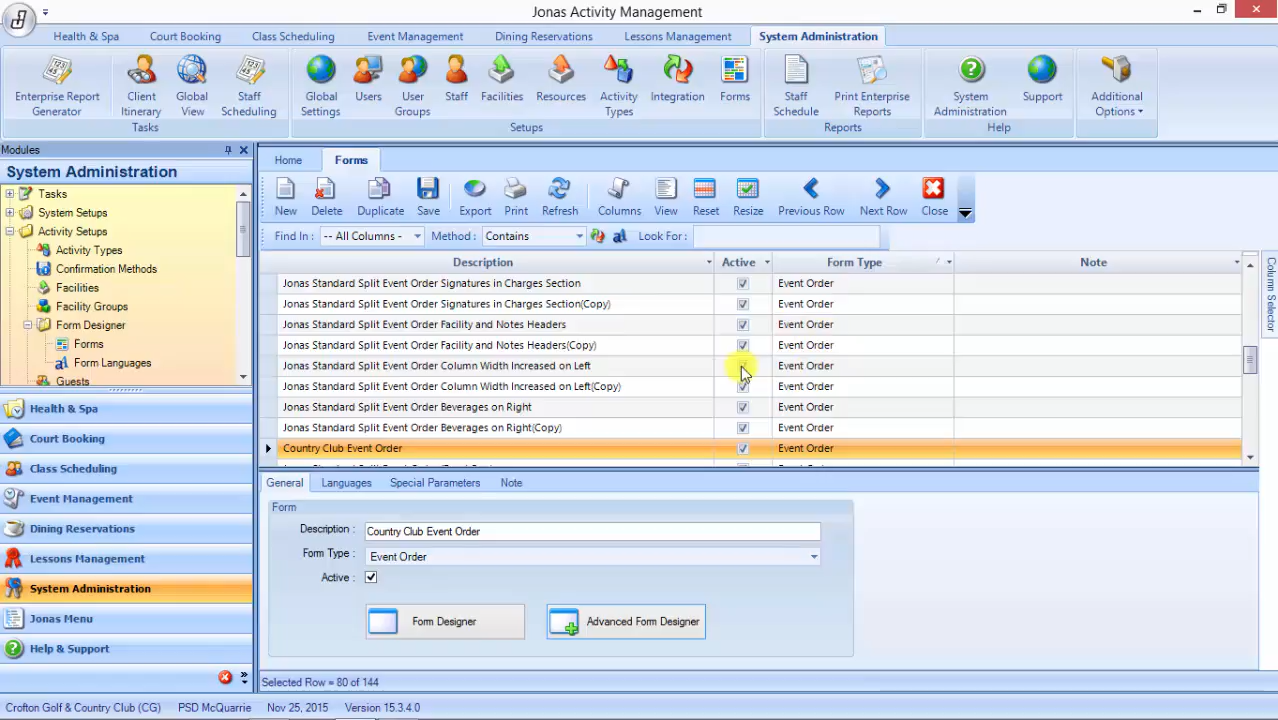 Jonas Activity Management
Health & Spa Court Booking Class Scheduling Event Management Dining Reservations Lessons Management System Administration
Enterprise Report Generator
Client Itinerary
Global View
Staff Scheduling
Global Settings
Users
User Groups
Staff
Facilities
Resources
Activity Types
Integration
Forms
Staff Schedule
Print Enterprise Reports
System Administration
Support
Additional Options
Tasks Setups Reports Help
Modules
System Administration
Tasks
System Setups
Activity Setups
Activity Types
Confirmation Methods
Facilities
Facility Groups
Form Designer
Forms
Form Languages
Guests
Health & Spa
Court Booking
Class Scheduling
Event Management
Dining Reservations
Lessons Management
System Administration
Jonas Menu
Help & Support
Home Forms
New Delete Duplicate Save Export Print Refresh Columns View Reset Resize Previous Row Next Row Close
Find In : -- All Columns - Method : Contains Look For :
Description Active Form Type Note
Jonas Standard Split Event Order Signatures in Charges Section Event Order
Jonas Standard Split Event Order Signatures in Charges Section(Copy) Event Order
Jonas Standard Split Event Order Facility and Notes Headers Event Order
Jonas Standard Split Event Order Facility and Notes Headers(Copy) Event Order
Jonas Standard Split Event Order Column Width Increased on Left Event Order
Jonas Standard Split Event Order Column Width Increased on Left(Copy) Event Order
Jonas Standard Split Event Order Beverages on Right Event Order
Jonas Standard Split Event Order Beverages on Right(Copy) Event Order
Country Club Event Order Event Order
Column Selector
General Languages Special Parameters Note
Form
Description : Country Club Event Order
Form Type : Event Order
Active :
Form Designer Advanced Form Designer
Selected Row = 80 of 144
Crofton Golf & Country Club (CG) PSD McQuarrie Nov 25, 2015 Version 15.3.4.0